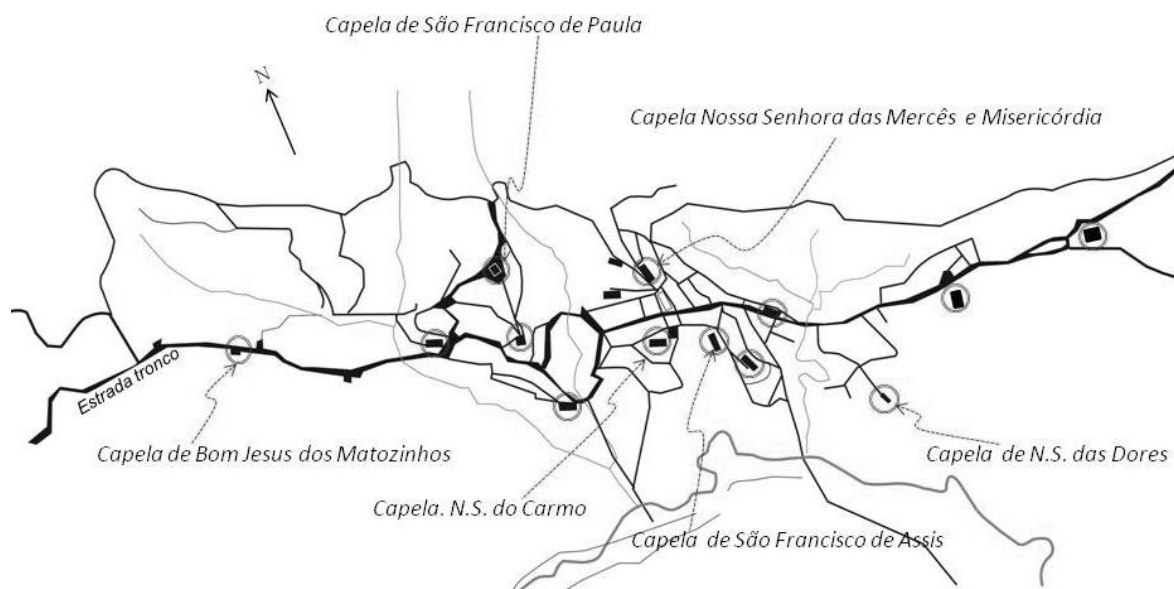 Capela de São Francisco de Paula
N
Capela Nossa Senhora das Mercês e Misericórdia
Estrada tronco
Capela de Bom Jesus dos Matozinhos
Capela de N.S. das Dores
Capela. N.S. do Carmo
Capela de São Francisco de Assis